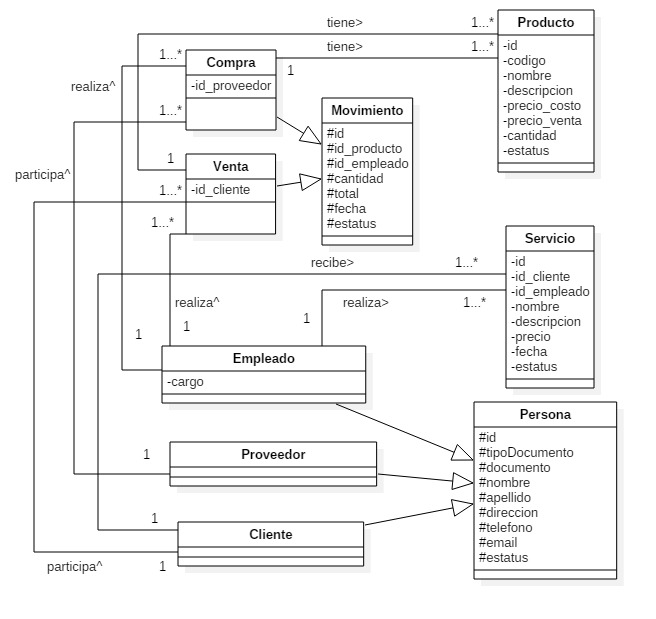 tiene>
1...*
Producto
-id
-codigo
-nombre
-descripcion
-precio_costo
-precio_venta
-cantidad
-estatus
tiene>
1...*
1
1...*
Compra
-id_proveedor
realiza^
1...*
Movimiento
#id
#id_producto
#id_empleado
#cantidad
#total
#fecha
#estatus
participa^
1
Venta
-id_cliente
1...*
1...*
Servicio
-id
-id_cliente
-id_empleado
-nombre
-descripcion
-precio
-fecha
-estatus
recibe>
1...*
realiza^
1
realiza>
1...*
1
1
Empleado
-cargo
Persona
#id
#tipoDocumento
#documento
#nombre
#apellido
#direccion
#telefono
#email
#estatus
1
Proveedor
1
Cliente
participa^
1